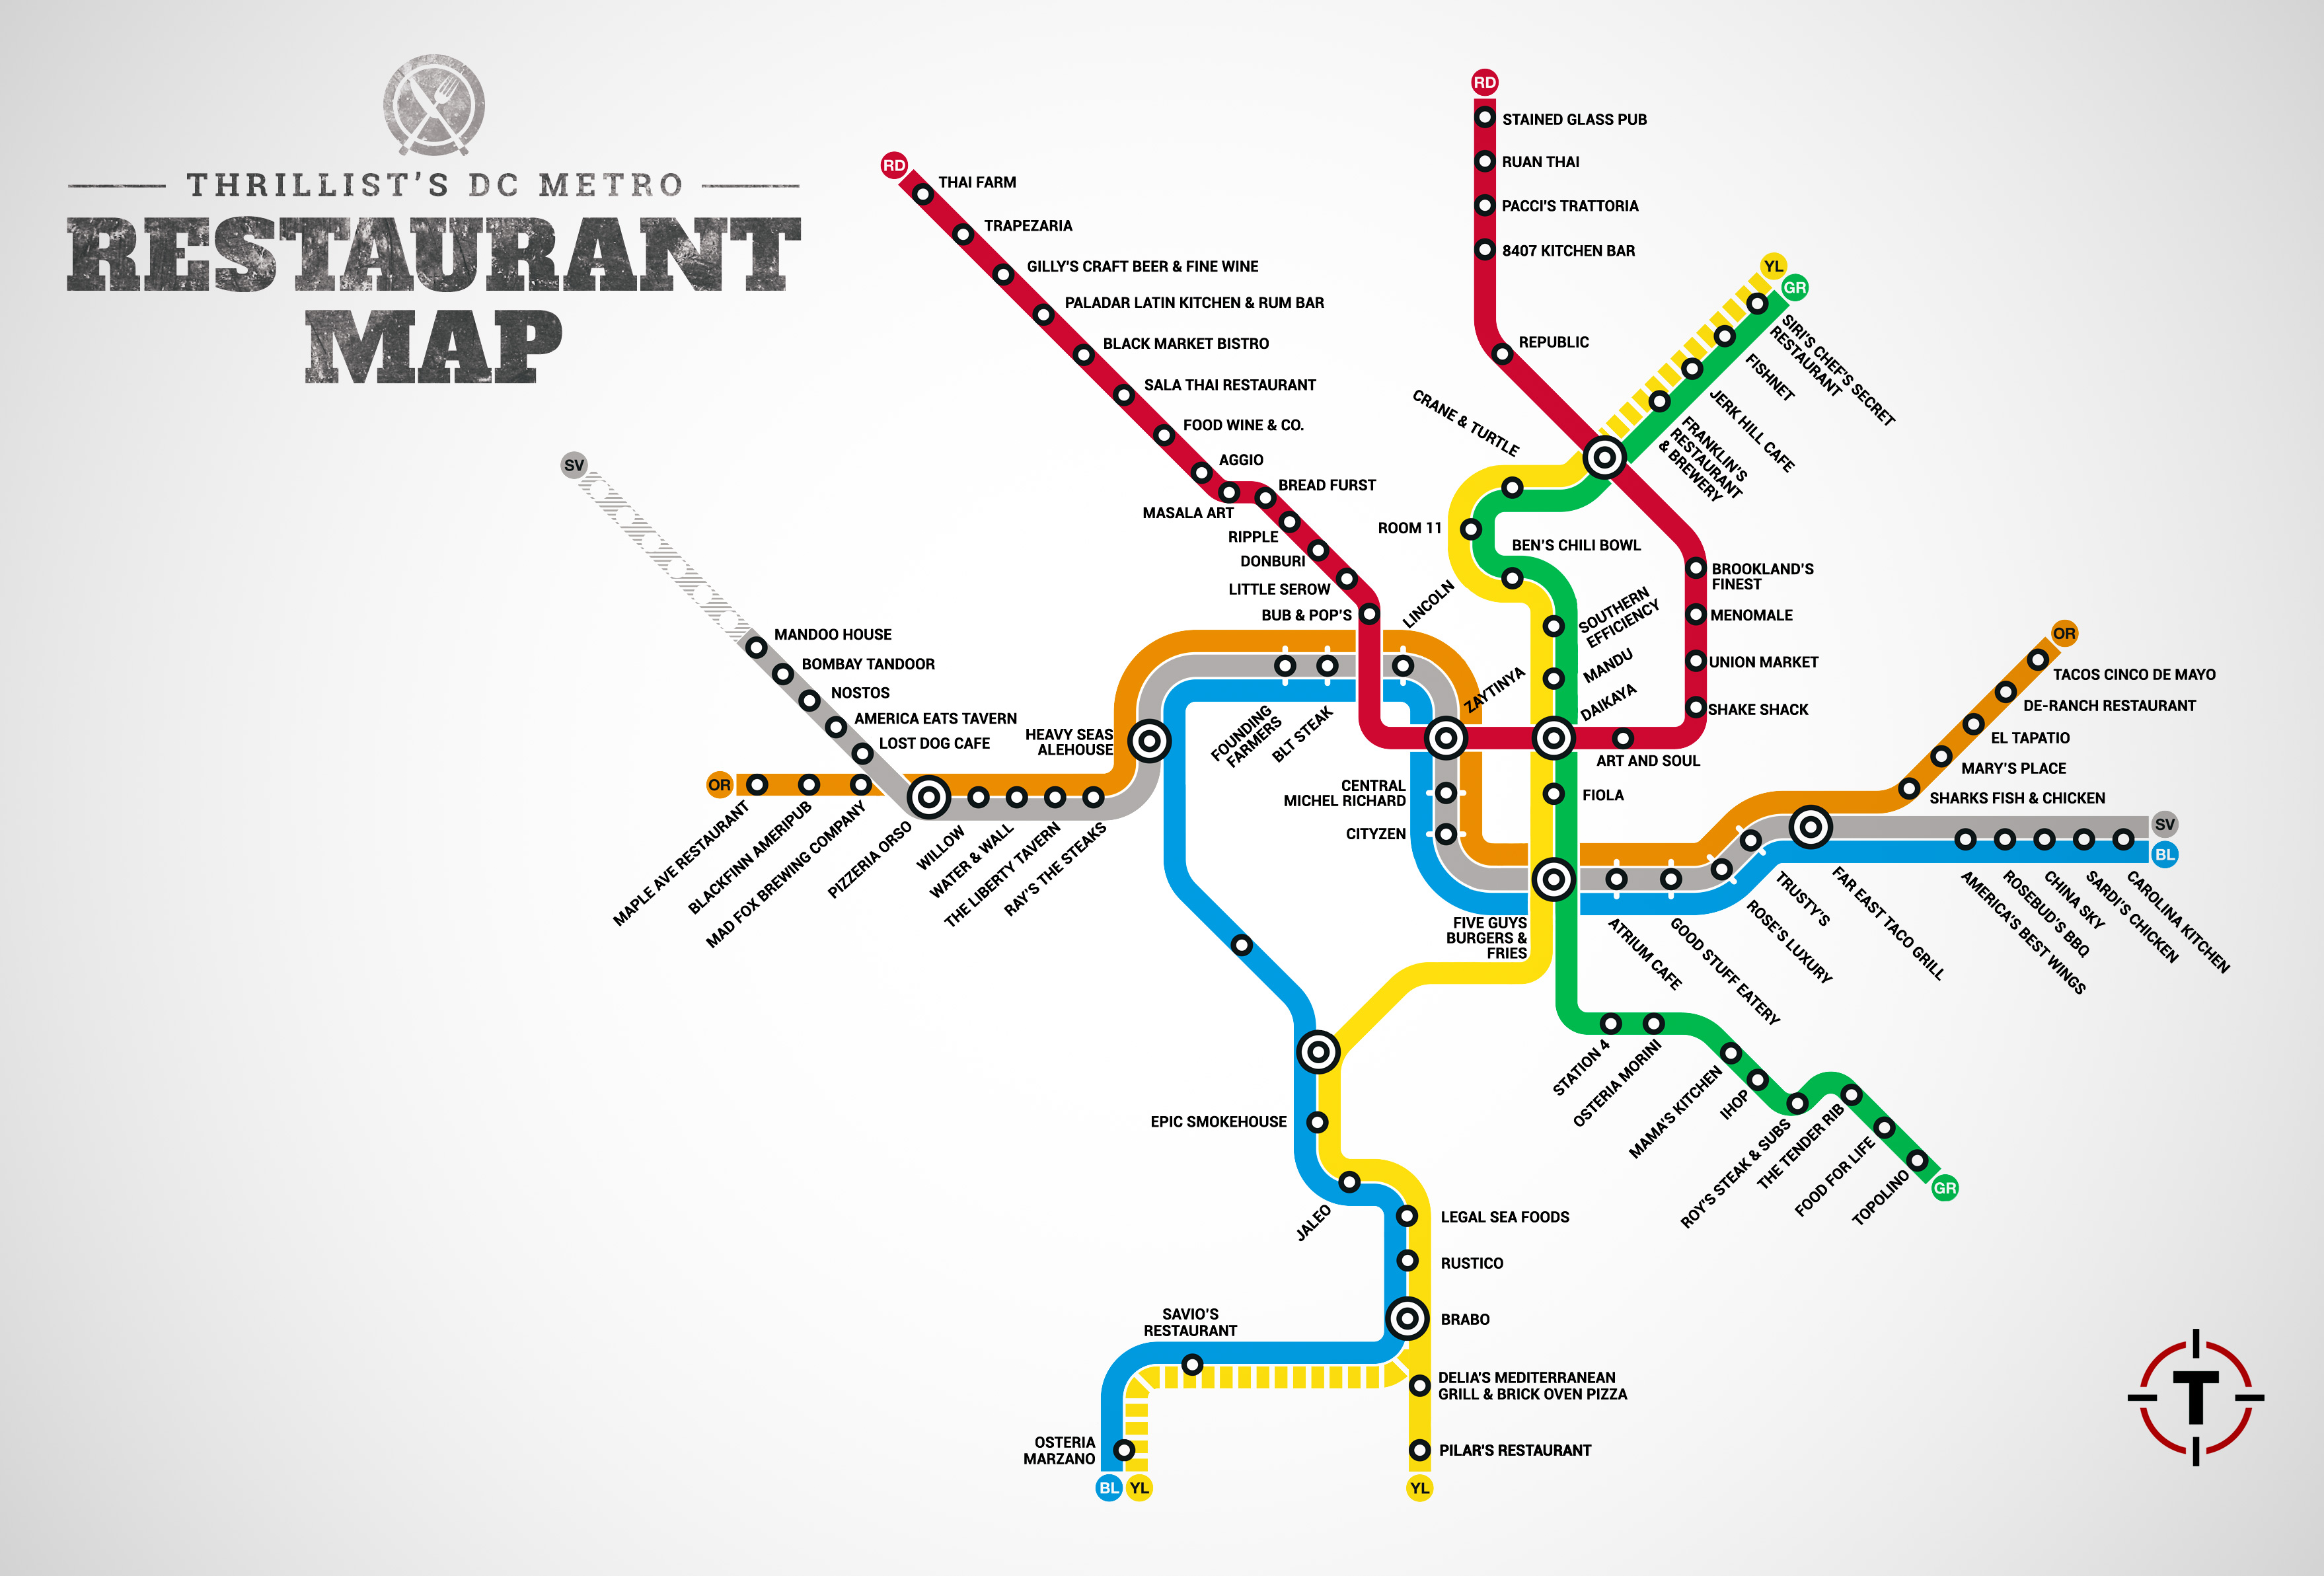 THRILLIST'S DC METRO
RESTAURANT
MAP
RD
STAINED GLASS PUB
RUAN THAI
PACCI'S TRATTORIA
8407 KITCHEN BAR
REPUBLIC
RD
THAI FARM
TRAPEZARIA
GILLY'S CRAFT BEER & FINE WINE
PALADAR LATIN KITCHEN & RUM BAR
BLACK MARKET BISTRO
SALA THAI RESTAURANT
FOOD WINE & CO.
AGGIO
MASALA ART
BREAD FURST
RIPPLE
DONBURI
LITTLE SEROW
BUB & POP'S
YL
GR
SIRI'S CHEF'S SECRET
RESTAURANT
FISHNET
JERK HILL CAFE
FRANKLIN'S
RESTAURANT
& BREWERY
CRANE & TURTLE
ROOM 11
BEN'S CHILI BOWL
SOUTHERN
EFFICIENCY
MANDU
DAIKAYA
ZAYTINYA
LINCOLN
BROOKLAND'S
FINEST
MENOMALE
UNION MARKET
SHAKE SHACK
ART AND SOUL
FIOLA
SV
MANDOO HOUSE
BOMBAY TANDOOR
NOSTOS
AMERICA EATS TAVERN
LOST DOG CAFE
OR
MAPLE AVE RESTAURANT
BLACKFINN AMERIPUB
MAD FOX BREWING COMPANY
PIZZERIA ORSO
WILLOW
WATER & WALL
THE LIBERTY TAVERN
RAY'S THE STEAKS
HEAVY SEAS
ALEHOUSE
FOUNDING
FARMERS
BLT STEAK
CENTRAL
MICHEL RICHARD
CITYZEN
FIVE GUYS
BURGERS &
FRIES
ATRIUM CAFE
GOOD STUFF EATERY
ROSE'S LUXURY
TRUSTY'S
FAR EAST TACO GRILL
OR
TACOS CINCO DE MAYO
DE-RANCH RESTAURANT
EL TAPATIO
MARY'S PLACE
SHARKS FISH & CHICKEN
SV
BL
AMERICA'S BEST WINGS
ROSEBUD'S BBQ
CHINA SKY
SARDI'S CHICKEN
CAROLINA KITCHEN
STATION 4
OSTERIA MORINI
MAMA'S KITCHEN
IHOP
ROY'S STEAK & SUBS
THE TENDER RIB
FOOD FOR LIFE
TOPOLINO
GR
EPIC SMOKEHOUSE
JALEO
LEGAL SEA FOODS
RUSTICO
BRABO
SAVIO'S
RESTAURANT
DELIA'S MEDITERRANEAN
GRILL & BRICK OVEN PIZZA
OSTERIA
MARZANO
PILAR'S RESTAURANT
BL
YL
YL
T